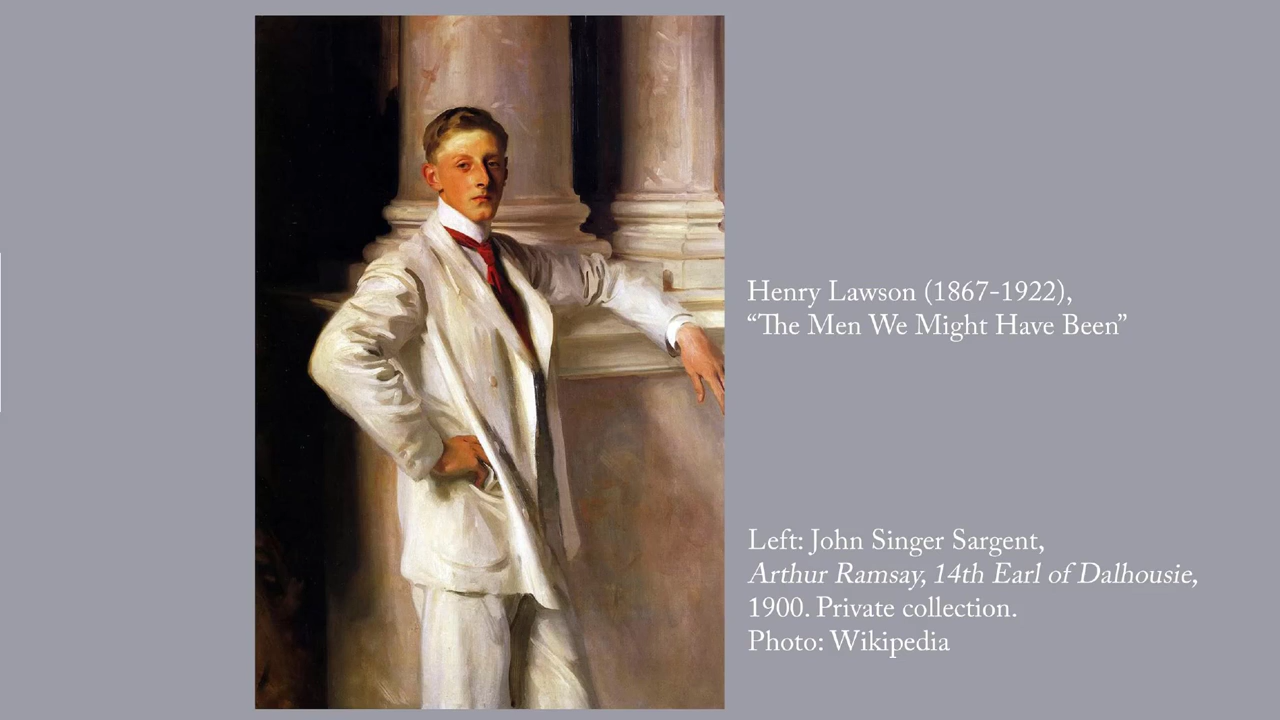 Henry Lawson (1867-1922),
“The Men We Might Have Been”
Left: John Singer Sargent,
Arthur Ramsay, 14th Earl of Dalhousie,
1900. Private collection.
Photo: Wikipedia